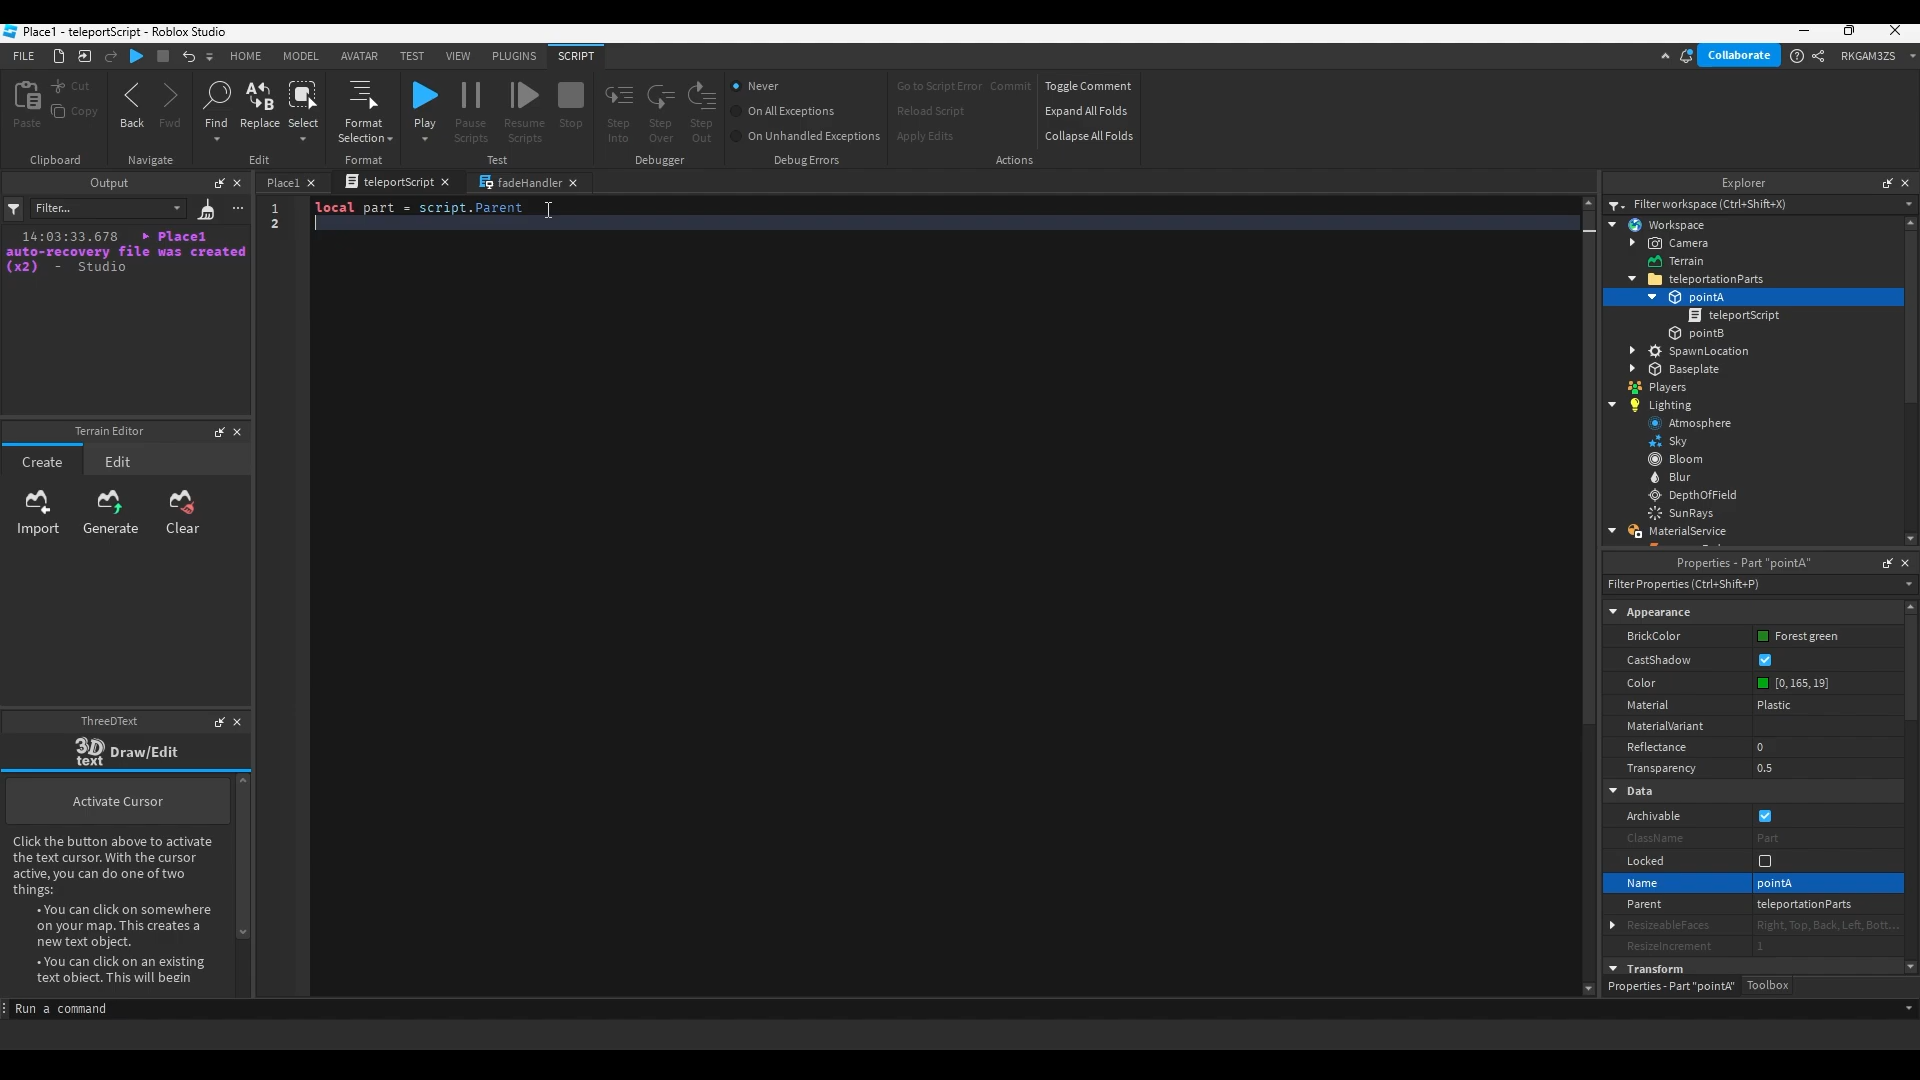 Place1 - teleportScript - Roblox Studio
FILE HOME MODEL AVATAR TEST VIEW PLUGINS SCRIPT Collaborate RKGAM3ZS
Paste Cut Copy
Clipboard
Back Fwd
Navigate
Find Replace Select
Edit
Format
Selection
Format
Play Pause
Scripts Resume
Scripts Stop
Test
Step
Into Step
Over Step
Out
Debugger
Never
On All Exceptions
On Unhandled Exceptions
Debug Errors
Go to Script Error Commit Toggle Comment
Reload Script Expand All Folds
Apply Edits Collapse All Folds
Actions
Output
Filter...
14:03:33.678 Place1
auto-recovery file was created
(x2) - Studio
Terrain Editor
Create Edit
Import Generate Clear
ThreeDText
3D
text Draw/Edit
Activate Cursor
Click the button above to activate
the text cursor. With the cursor
active, you can do one of two
things:
• You can click on somewhere
on your map. This creates a
new text object.
• You can click on an existing
text object. This will begin
Place1 teleportScript fadeHandler
1 local part = script.Parent
2
Explorer
Filter workspace (Ctrl+Shift+X)
Workspace
Camera
Terrain
teleportationParts
pointA
teleportScript
pointB
SpawnLocation
Baseplate
Players
Lighting
Atmosphere
Sky
Bloom
Blur
DepthOfField
SunRays
MaterialService
Properties - Part "pointA"
Filter Properties (Ctrl+Shift+P)
Appearance
BrickColor Forest green
CastShadow
Color [0, 165, 19]
Material Plastic
MaterialVariant
Reflectance 0
Transparency 0.5
Data
Archivable
ClassName Part
Locked
Name pointA
Parent teleportationParts
ResizeableFaces Right, Top, Back, Left, Bott...
ResizeIncrement 1
Transform
Properties - Part "pointA" Toolbox
Run a command